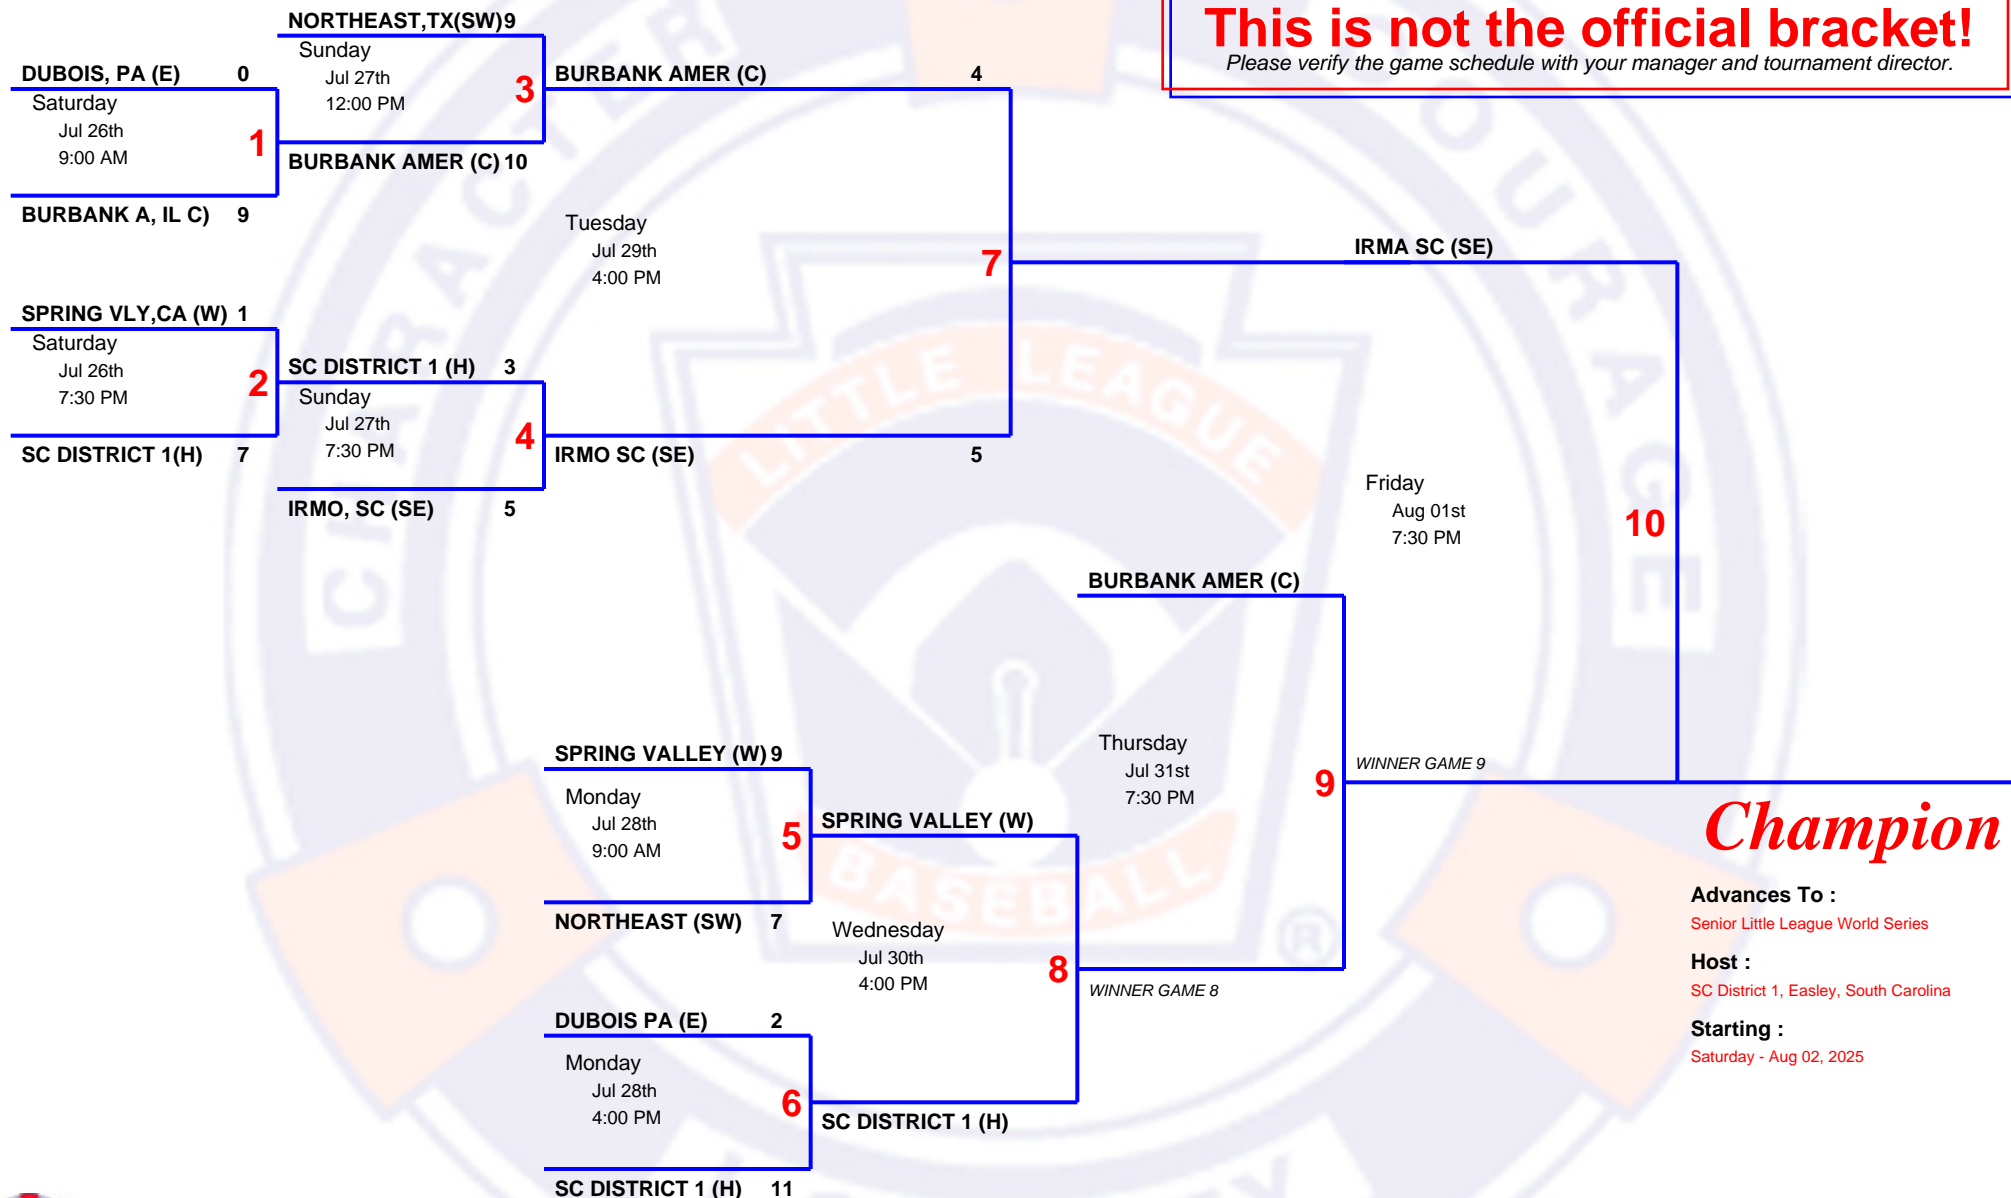 This is not the official bracket!
Please verify the game schedule with your manager and tournament director.
NORTHEAST,TX(SW) 9
Sunday
Jul 27th
12:00 PM
3
BURBANK AMER (C) 10
DUBOIS, PA (E) 0
Saturday
Jul 26th
9:00 AM
1
BURBANK A, IL C) 9
BURBANK AMER (C) 4
Tuesday
Jul 29th
4:00 PM
7
SPRING VLY,CA (W) 1
Saturday
Jul 26th
7:30 PM
2
SC DISTRICT 1(H) 7
SC DISTRICT 1 (H) 3
Sunday
Jul 27th
7:30 PM
4
IRMO, SC (SE) 5
IRMO SC (SE) 5
IRMA SC (SE)
Friday
Aug 01st
7:30 PM
10
BURBANK AMER (C)
Thursday
Jul 31st
7:30 PM
9
WINNER GAME 9
SPRING VALLEY (W) 9
Monday
Jul 28th
9:00 AM
5
NORTHEAST (SW) 7
SPRING VALLEY (W)
Wednesday
Jul 30th
4:00 PM
8
WINNER GAME 8
DUBOIS PA (E) 2
Monday
Jul 28th
4:00 PM
6
SC DISTRICT 1 (H)
SC DISTRICT 1 (H) 11
Champion
Advances To :
Senior Little League World Series
Host :
SC District 1, Easley, South Carolina
Starting :
Saturday - Aug 02, 2025
CHARACTER
COURAGE
LITTLE LEAGUE
BASEBALL
®